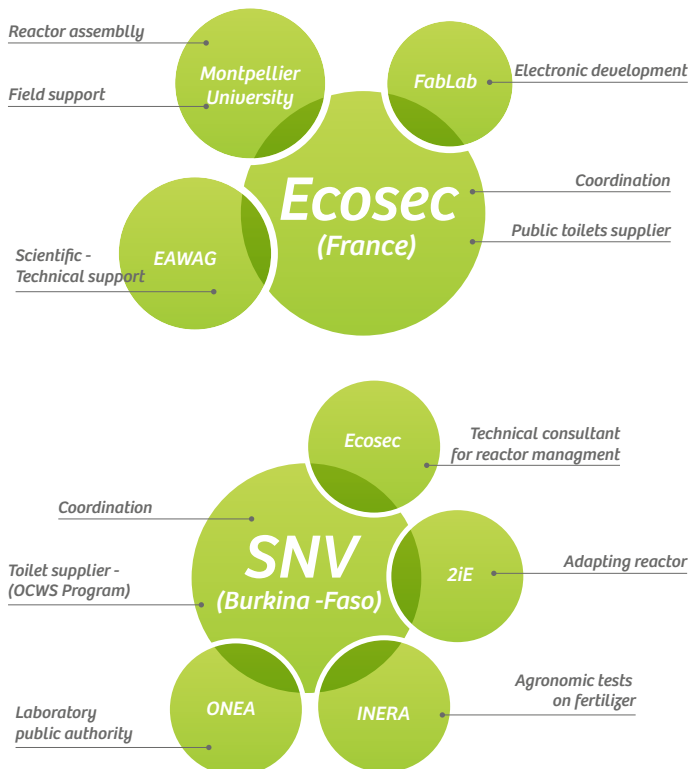 Reactor assemblly
Montpellier
University
Field support
FabLab
Electronic development
Ecosec
(France)
Coordination
Public toilets supplier
EAWAG
Scientific -
Technical support
Ecosec
Technical consultant
for reactor managment
Coordination
SNV
(Burkina -Faso)
Toilet supplier -
(OCWS Program)
2iE
Adapting reactor
ONEA
Laboratory
public authority
INERA
Agronomic tests
on fertilizer